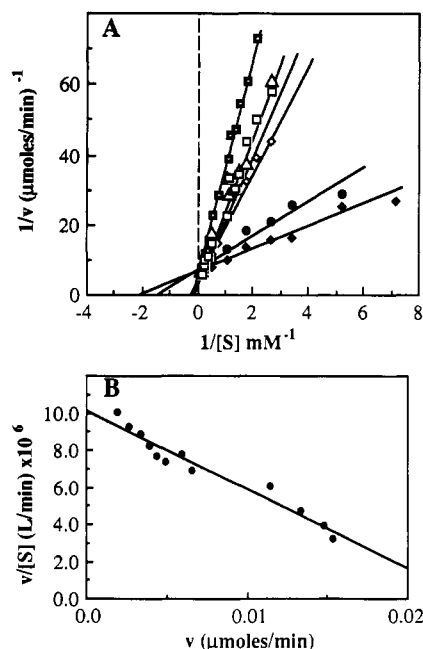 A
1/v (μmoles/min) -1
60
40
20
0
-4 -2 0 2 4 6 8
1/[S] mM-1
B
v/[S] (L/min) x10 6
10.0
8.0
6.0
4.0
2.0
0.0
0.0 0.01 0.02
v (μmoles/min)